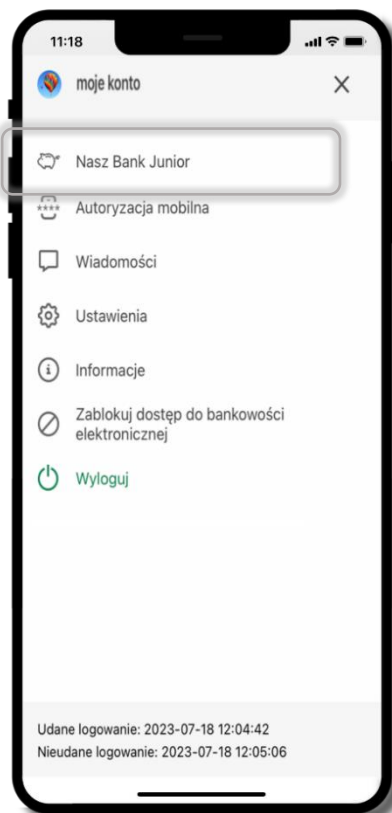 11:18
moje konto
Nasz Bank Junior
Autoryzacja mobilna
Wiadomości
Ustawienia
Informacje
Zablokuj dostęp do bankowości
elektronicznej
Wyloguj
Udane logowanie: 2023-07-18 12:04:42
Nieudane logowanie: 2023-07-18 12:05:06